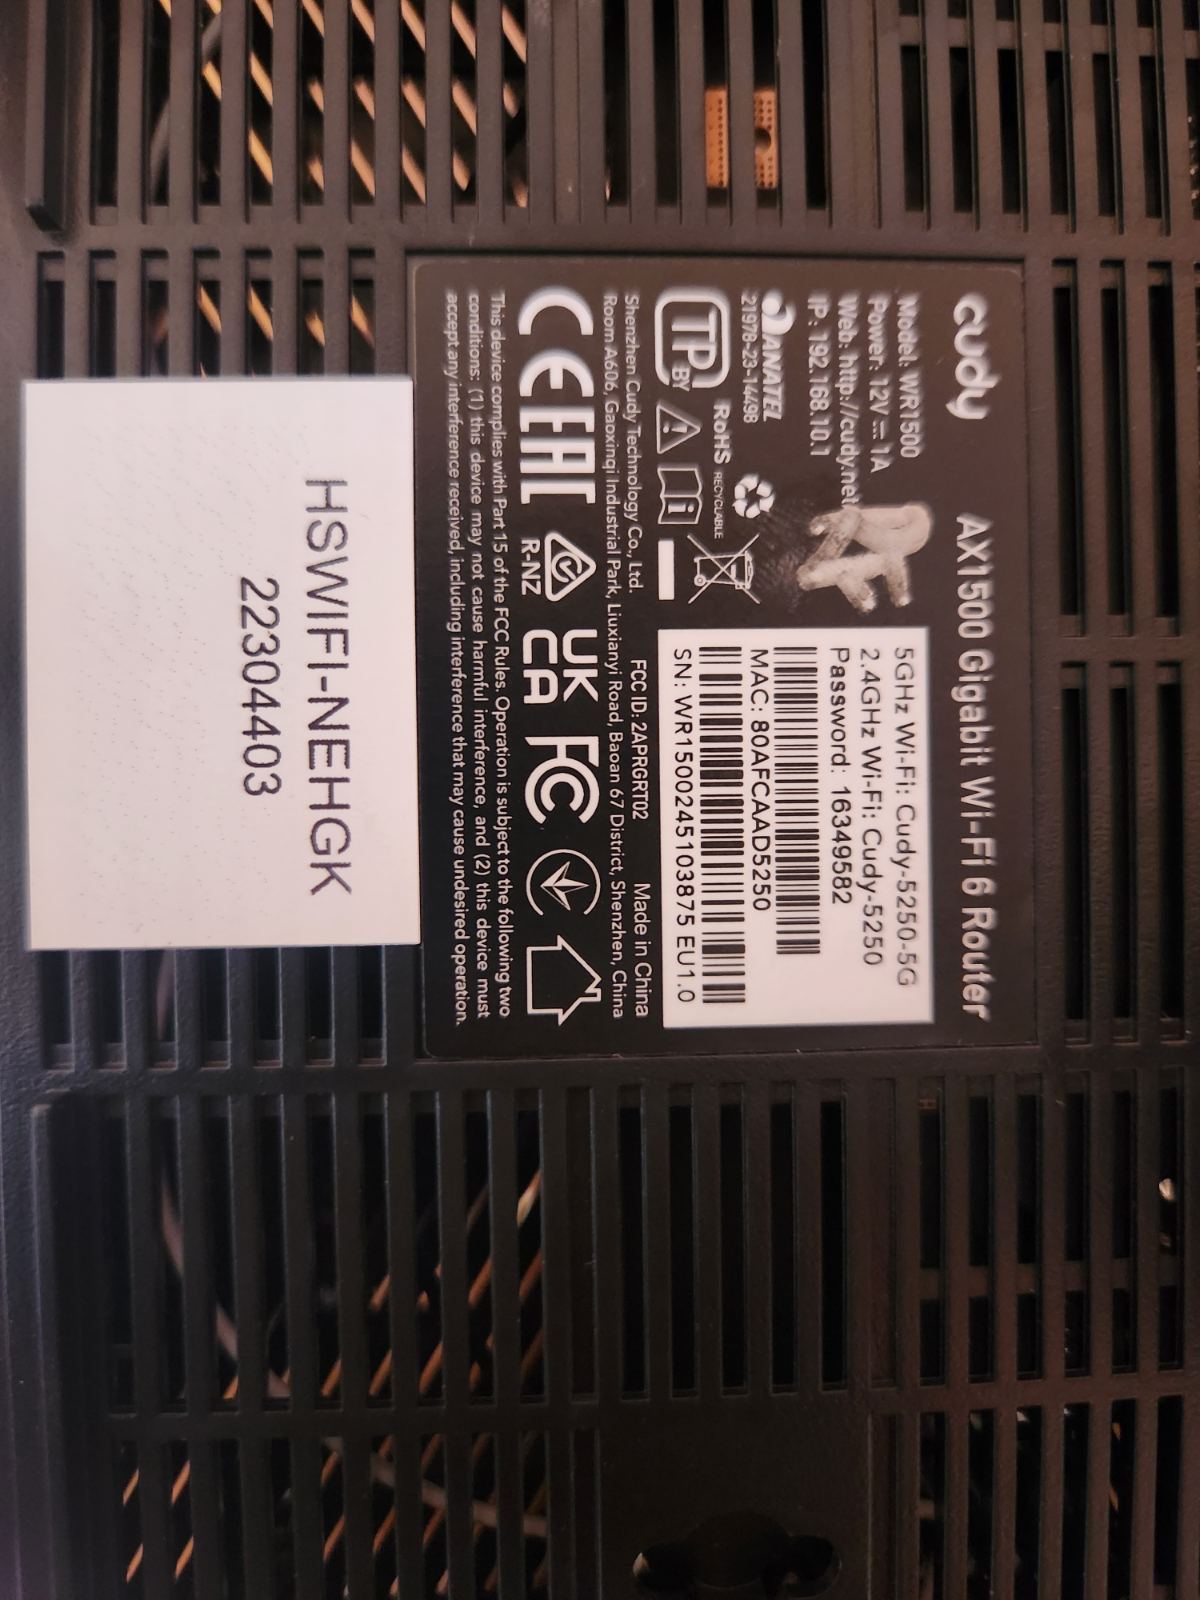 cudy
AX1500 Gigabit Wi-Fi 6 Router
Model: WR1500
Power: 12V ⎓ 1A
Web: http://cudy.net
IP: 192.168.10.1
5GHz Wi-Fi: Cudy-5250-5G
2.4GHz Wi-Fi: Cudy-5250
Password: 16349582
MAC: 80AFCAAD5250
SN: WR1500245103875 EU1.0
ANATEL
21978-23-14498
RoHS
RECYCLABLE
TP
BY
FCC ID: 2APRGRT02
Made in China
Shenzhen Cudy Technology Co., Ltd.
Room A606, Gaoxinqi Industrial Park, Liuxianyi Road, Baoan 67 District, Shenzhen, China
CE EAC
R-NZ
UK
CA
FC
This device complies with Part 15 of the FCC Rules. Operation is subject to the following two
conditions: (1) this device may not cause harmful interference, and (2) this device must
accept any interference received, including interference that may cause undesired operation.
HSWIFI-NEHGK
22304403